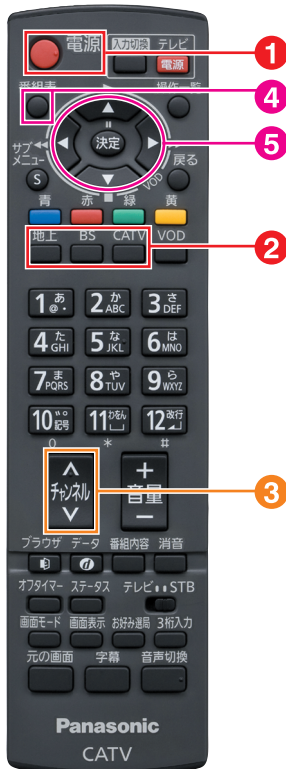 電源 入力切換 テレビ 電源
1
番組表 操作一覧
4
決定
5
サブメニュー S 戻る
VOD
青 赤 緑 黄
地上 BS CATV VOD
2
1 あ @. 2 か ABC 3 さ DEF
4 た GHI 5 な JKL 6 は MNO
7 ま PQRS 8 や TUV 9 ら WXYZ
10 記号 11 わをん 12 改行
0 * #
チャンネル + 音量 −
3
ブラウザ データ 番組内容 消音
d
オフタイマー ステータス テレビ STB
画面モード 画面表示 お好み選局 3桁入力
元の画面 字幕 音声切換
Panasonic
CATV